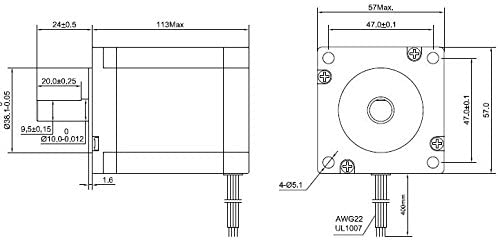 24±0.5
113Max
57Max.
47.0±0.1
20.0±0.25
Ø38.1-0.05
9.5±0.15
0
Ø10.0-0.012
1.6
47.0±0.1
57.0
4-Ø5.1
AWG22
UL1007
400mm